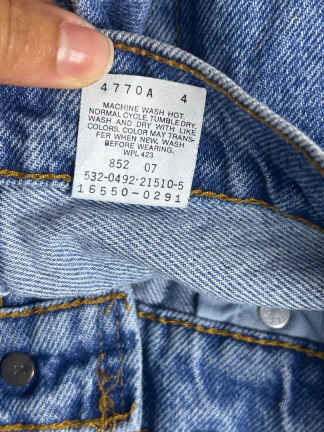 4770A 4
MACHINE WASH HOT
NORMAL CYCLE, TUMBLE DRY
WASH AND DRY WITH LIKE
COLORS. COLOR MAY TRANS-
FER WHEN NEW. WASH
BEFORE WEARING.
WPL 423
852 07
532-0492-21510-5
16550-0291